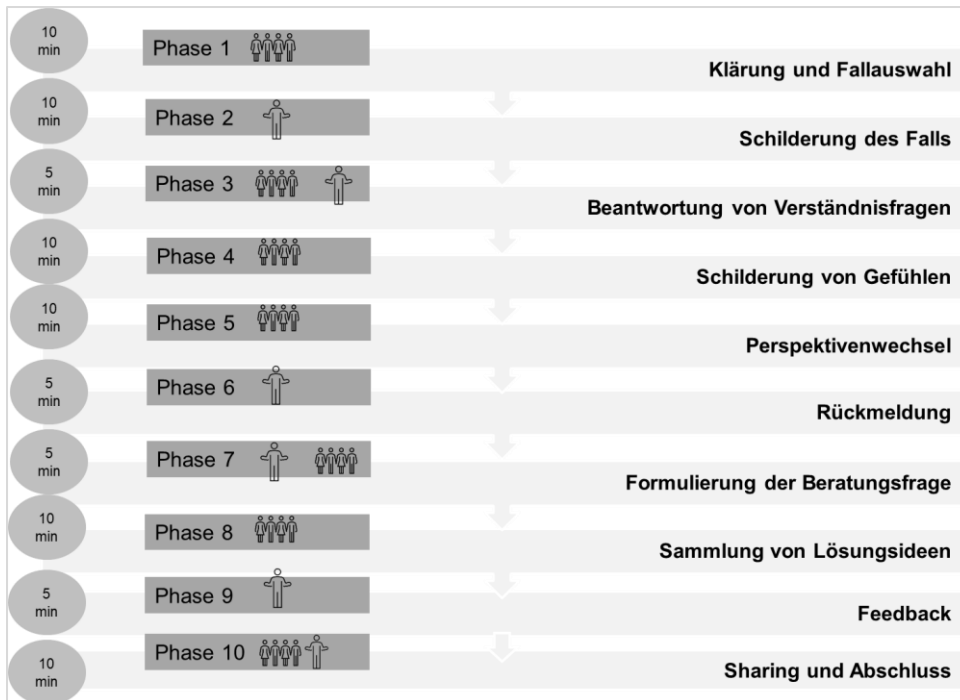 10
min
Phase 1
Klärung und Fallauswahl
10
min
Phase 2
Schilderung des Falls
5
min
Phase 3
Beantwortung von Verständnisfragen
10
min
Phase 4
Schilderung von Gefühlen
10
min
Phase 5
Perspektivenwechsel
5
min
Phase 6
Rückmeldung
5
min
Phase 7
Formulierung der Beratungsfrage
10
min
Phase 8
Sammlung von Lösungsideen
5
min
Phase 9
Feedback
10
min
Phase 10
Sharing und Abschluss